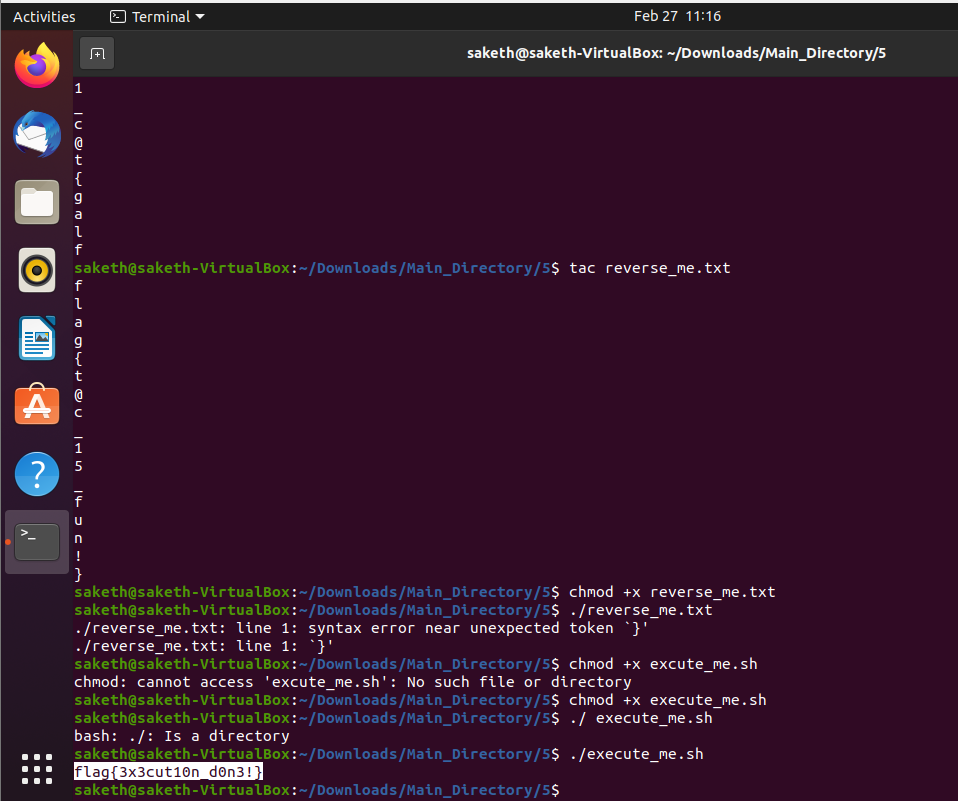 Activities
Terminal
Feb 27 11:16
saketh@saketh-VirtualBox: ~/Downloads/Main_Directory/5
1
_
c
@
t
{
g
a
l
f
saketh@saketh-VirtualBox:~/Downloads/Main_Directory/5$ tac reverse_me.txt
f
l
a
g
{
t
@
c
_
1
5
_
f
u
n
!
}
saketh@saketh-VirtualBox:~/Downloads/Main_Directory/5$ chmod +x reverse_me.txt
saketh@saketh-VirtualBox:~/Downloads/Main_Directory/5$ ./reverse_me.txt
./reverse_me.txt: line 1: syntax error near unexpected token `}'
./reverse_me.txt: line 1: `}'
saketh@saketh-VirtualBox:~/Downloads/Main_Directory/5$ chmod +x excute_me.sh
chmod: cannot access 'excute_me.sh': No such file or directory
saketh@saketh-VirtualBox:~/Downloads/Main_Directory/5$ chmod +x execute_me.sh
saketh@saketh-VirtualBox:~/Downloads/Main_Directory/5$ ./ execute_me.sh
bash: ./: Is a directory
saketh@saketh-VirtualBox:~/Downloads/Main_Directory/5$ ./execute_me.sh
flag{3x3cut10n_d0n3!}
saketh@saketh-VirtualBox:~/Downloads/Main_Directory/5$